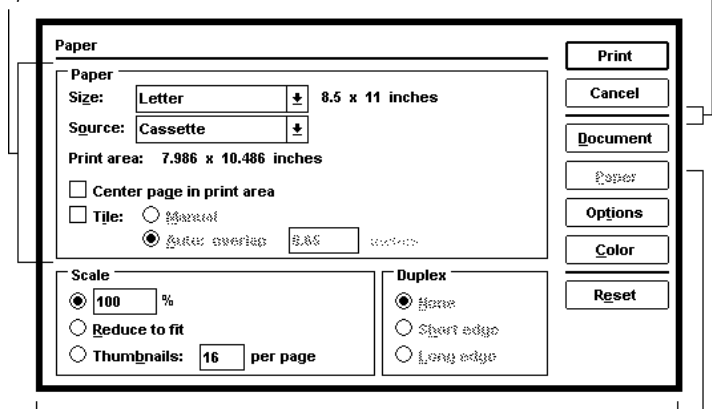 Paper
Paper
Size: Letter 8.5 x 11 inches
Source: Cassette
Print area: 7.986 x 10.486 inches
Center page in print area
Tile: Manual
Auto: overlap inches
Scale
100 %
Reduce to fit
Thumbnails: 16 per page
Duplex
None
Short edge
Long edge
Print
Cancel
Document
Paper
Options
Color
Reset